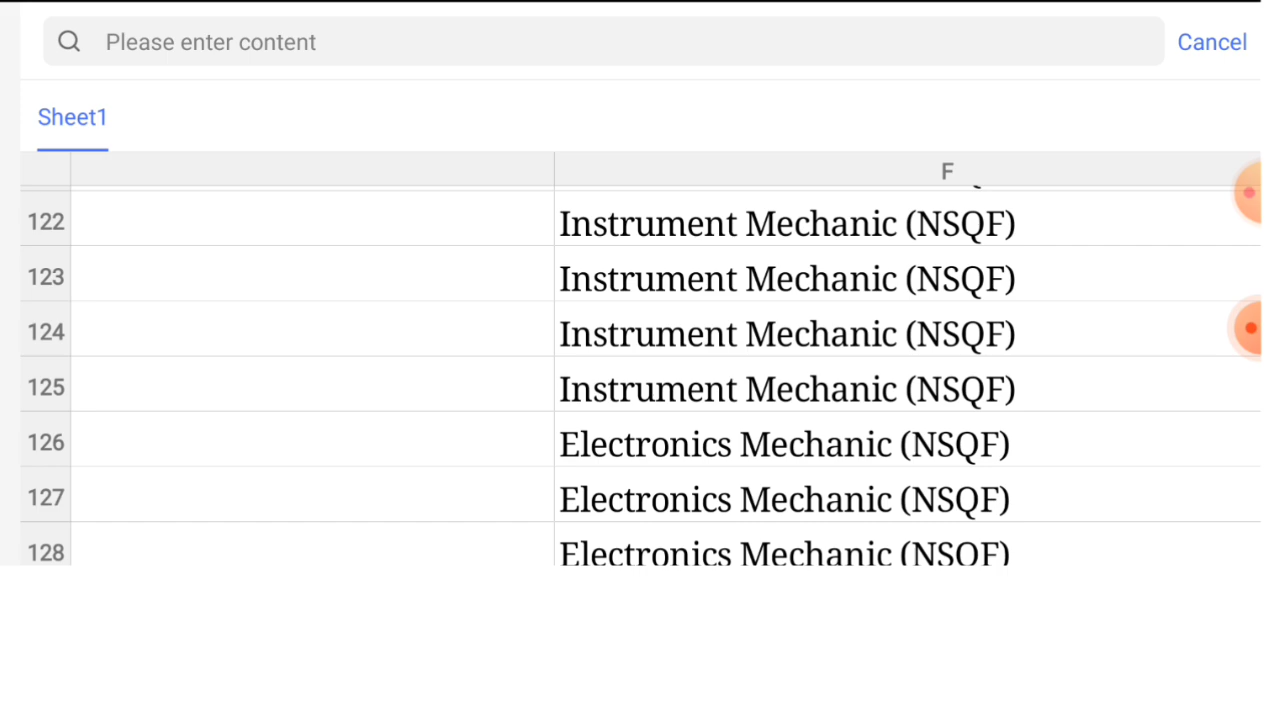 Please enter content Cancel
Sheet1
F
122 Instrument Mechanic (NSQF)
123 Instrument Mechanic (NSQF)
124 Instrument Mechanic (NSQF)
125 Instrument Mechanic (NSQF)
126 Electronics Mechanic (NSQF)
127 Electronics Mechanic (NSQF)
128 Electronics Mechanic (NSQF)